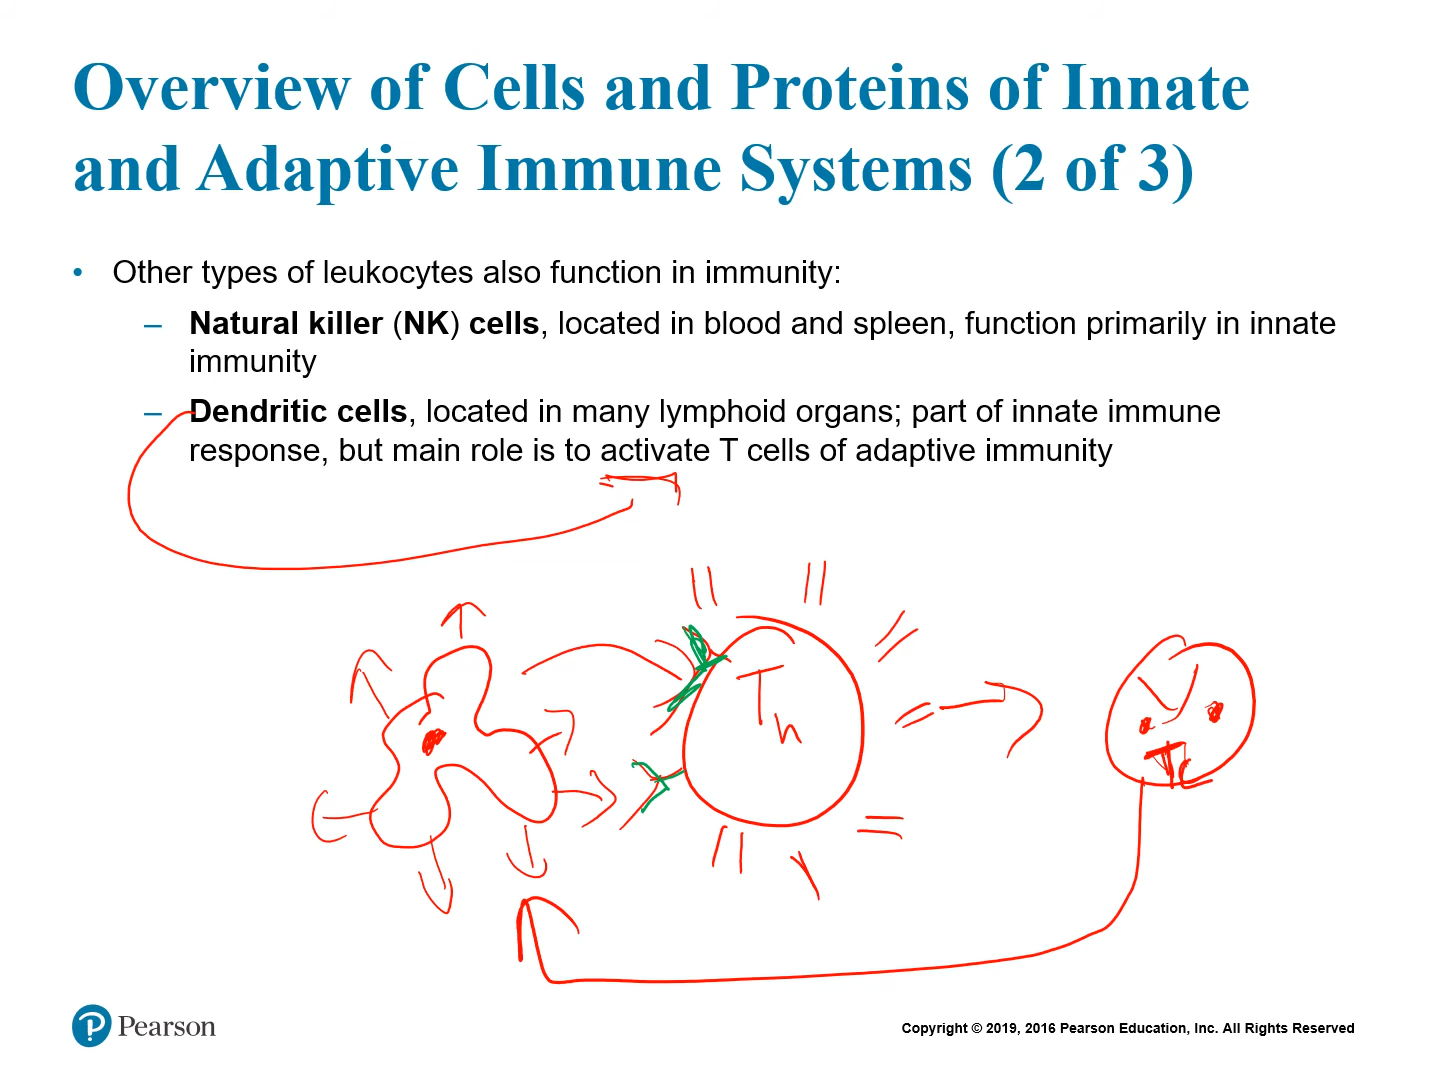 Overview of Cells and Proteins of Innate
and Adaptive Immune Systems (2 of 3)
• Other types of leukocytes also function in immunity:
– Natural killer (NK) cells, located in blood and spleen, function primarily in innate
immunity
– Dendritic cells, located in many lymphoid organs; part of innate immune
response, but main role is to activate T cells of adaptive immunity
Th
Tc
Pearson
Copyright © 2019, 2016 Pearson Education, Inc. All Rights Reserved